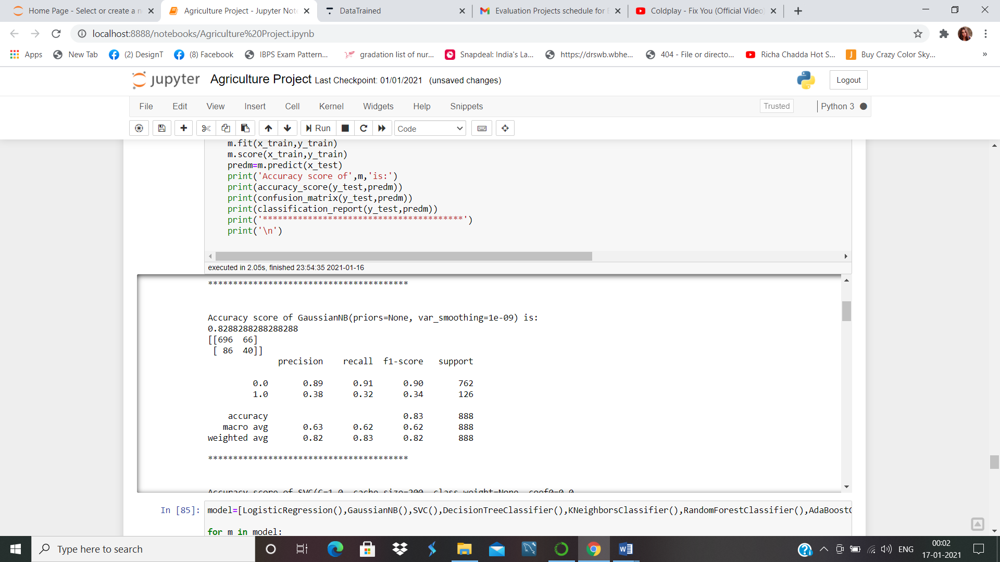 Home Page - Select or create a n
Agriculture Project - Jupyter Note
DataTrained
Evaluation Projects schedule for
Coldplay - Fix You (Official Video)
localhost:8888/notebooks/Agriculture%20Project.ipynb
Apps
New Tab
(2) DesignT
(8) Facebook
IBPS Exam Pattern...
gradation list of nur...
Snapdeal: India's La...
https://drswb.wbhe...
404 - File or directo...
Richa Chadda Hot S...
Buy Crazy Color Sky...
»
jupyter Agriculture Project Last Checkpoint: 01/01/2021 (unsaved changes)
Logout
File Edit View Insert Cell Kernel Widgets Help Snippets
Trusted
Python 3
Run
Code
m.fit(x_train,y_train)
m.score(x_train,y_train)
predm=m.predict(x_test)
print('Accuracy score of',m,'is:')
print(accuracy_score(y_test,predm))
print(confusion_matrix(y_test,predm))
print(classification_report(y_test,predm))
print('****************************************')
print('\n')
executed in 2.05s, finished 23:54:35 2021-01-16
****************************************
Accuracy score of GaussianNB(priors=None, var_smoothing=1e-09) is:
0.8288288288288288
[[696  66]
 [ 86  40]]
precision recall f1-score support
0.0 0.89 0.91 0.90 762
1.0 0.38 0.32 0.34 126
accuracy 0.83 888
macro avg 0.63 0.62 0.62 888
weighted avg 0.82 0.83 0.82 888
****************************************
Accuracy score of SVC(C=1.0, cache_size=200, class_weight=None, coef0=0.0,
In [85]: model=[LogisticRegression(),GaussianNB(),SVC(),DecisionTreeClassifier(),KNeighborsClassifier(),RandomForestClassifier(),AdaBoostC
for m in model:
Type here to search
ENG
00:02
17-01-2021